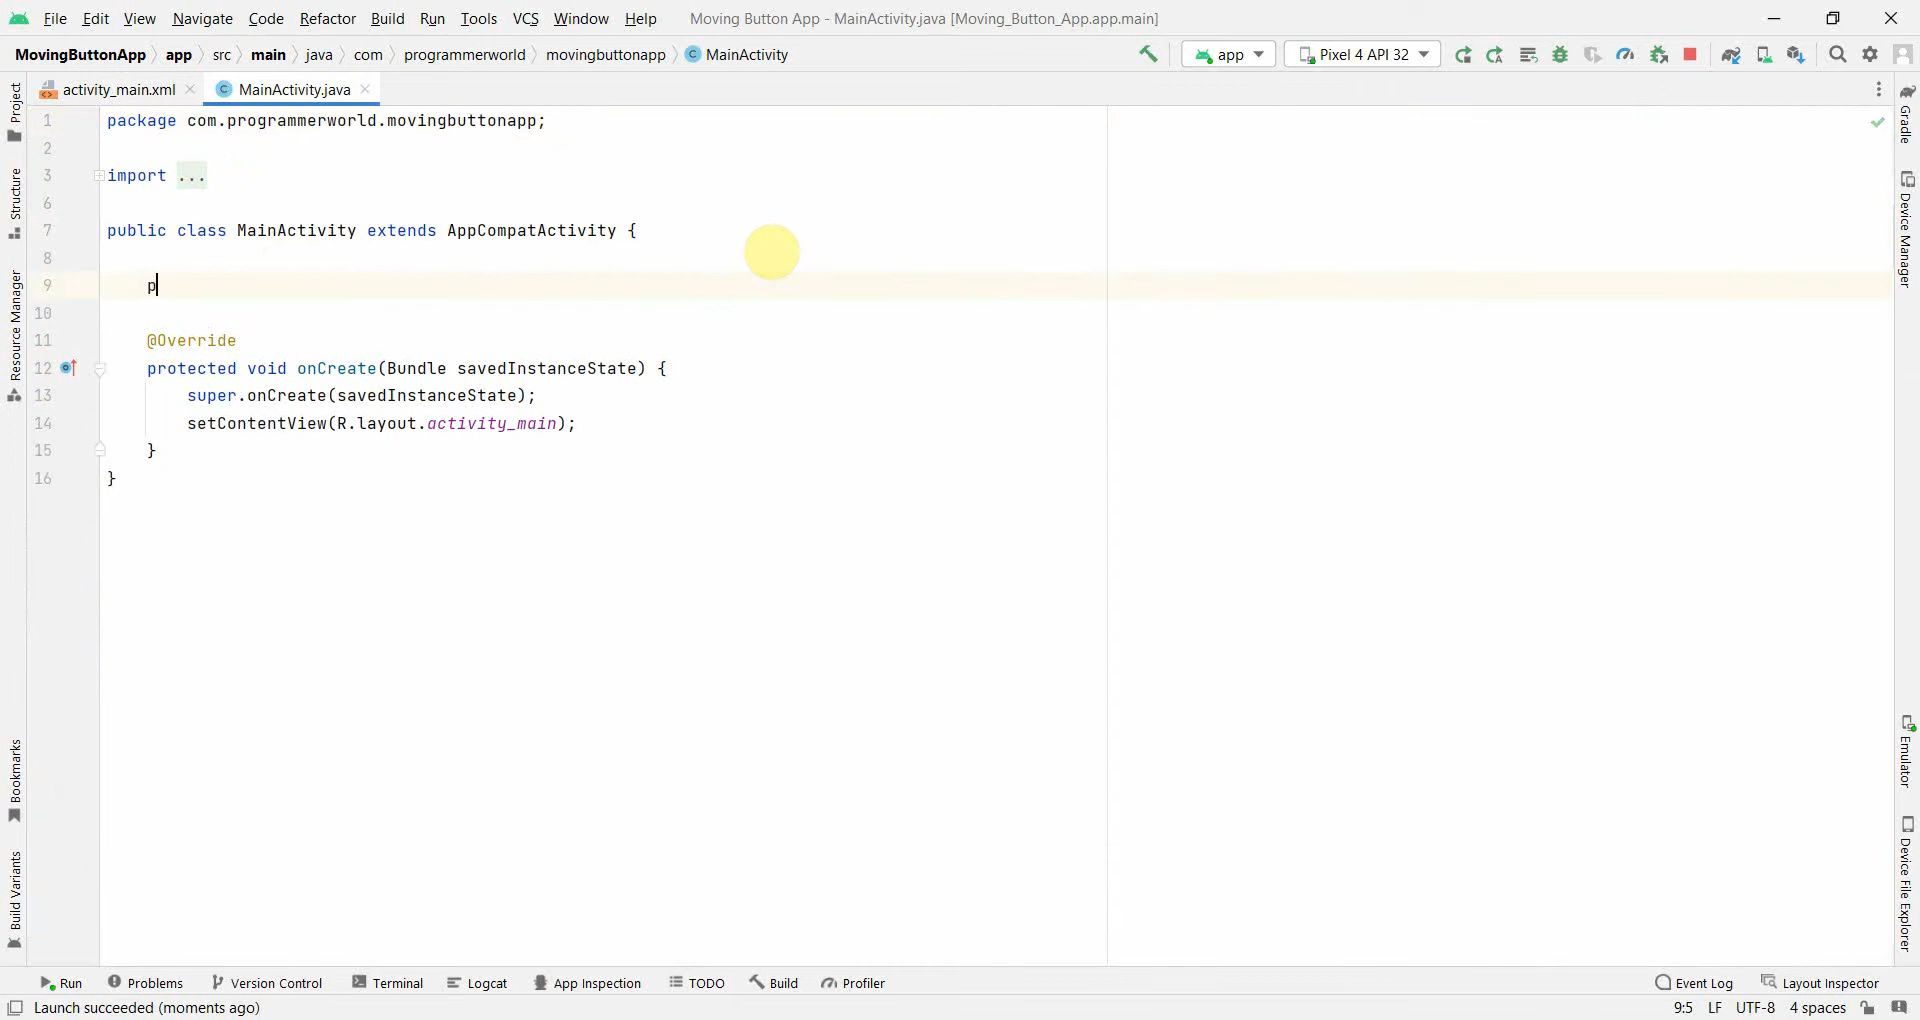 File Edit View Navigate Code Refactor Build Run Tools VCS Window Help Moving Button App - MainActivity.java [Moving_Button_App.app.main]
MovingButtonApp app src main java com programmerworld movingbuttonapp C MainActivity app Pixel 4 API 32
activity_main.xml C MainActivity.java
1 package com.programmerworld.movingbuttonapp;
2
3 import ...
6
7 public class MainActivity extends AppCompatActivity {
8
9 p
10
11 @Override
12 protected void onCreate(Bundle savedInstanceState) {
13 super.onCreate(savedInstanceState);
14 setContentView(R.layout.activity_main);
15 }
16 }
Project
Structure
Resource Manager
Bookmarks
Build Variants
Gradle
Device Manager
Emulator
Device File Explorer
Run Problems Version Control Terminal Logcat App Inspection TODO Build Profiler Event Log Layout Inspector
Launch succeeded (moments ago) 9:5 LF UTF-8 4 spaces